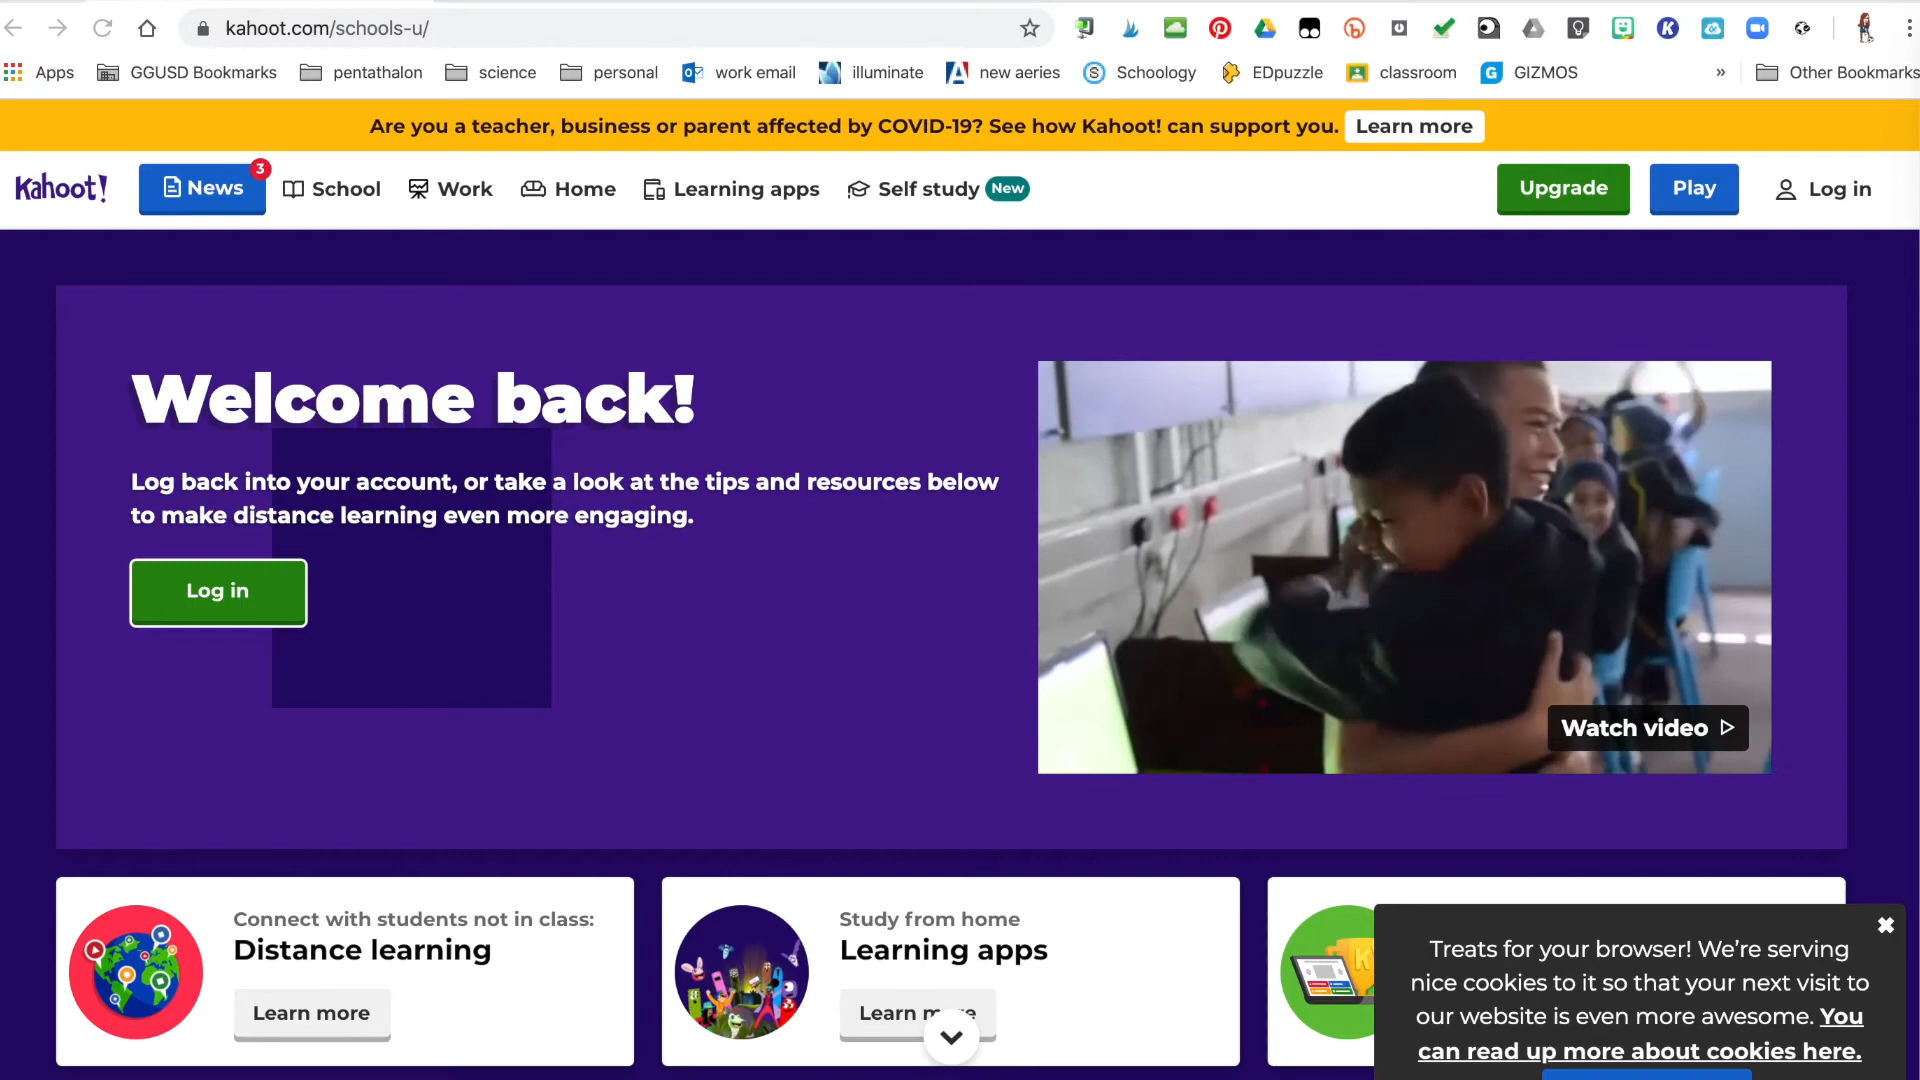 kahoot.com/schools-u/
Apps GGUSD Bookmarks pentathalon science personal work email illuminate new aeries Schoology EDpuzzle classroom GIZMOS » Other Bookmarks
Are you a teacher, business or parent affected by COVID-19? See how Kahoot! can support you. Learn more
Kahoot! News 3 School Work Home Learning apps Self study New Upgrade Play Log in
Welcome back!
Log back into your account, or take a look at the tips and resources below
to make distance learning even more engaging.
Log in
Watch video
Connect with students not in class:
Distance learning
Learn more
Study from home
Learning apps
Learn more
Treats for your browser! We’re serving
nice cookies to it so that your next visit to
our website is even more awesome. You
can read up more about cookies here.